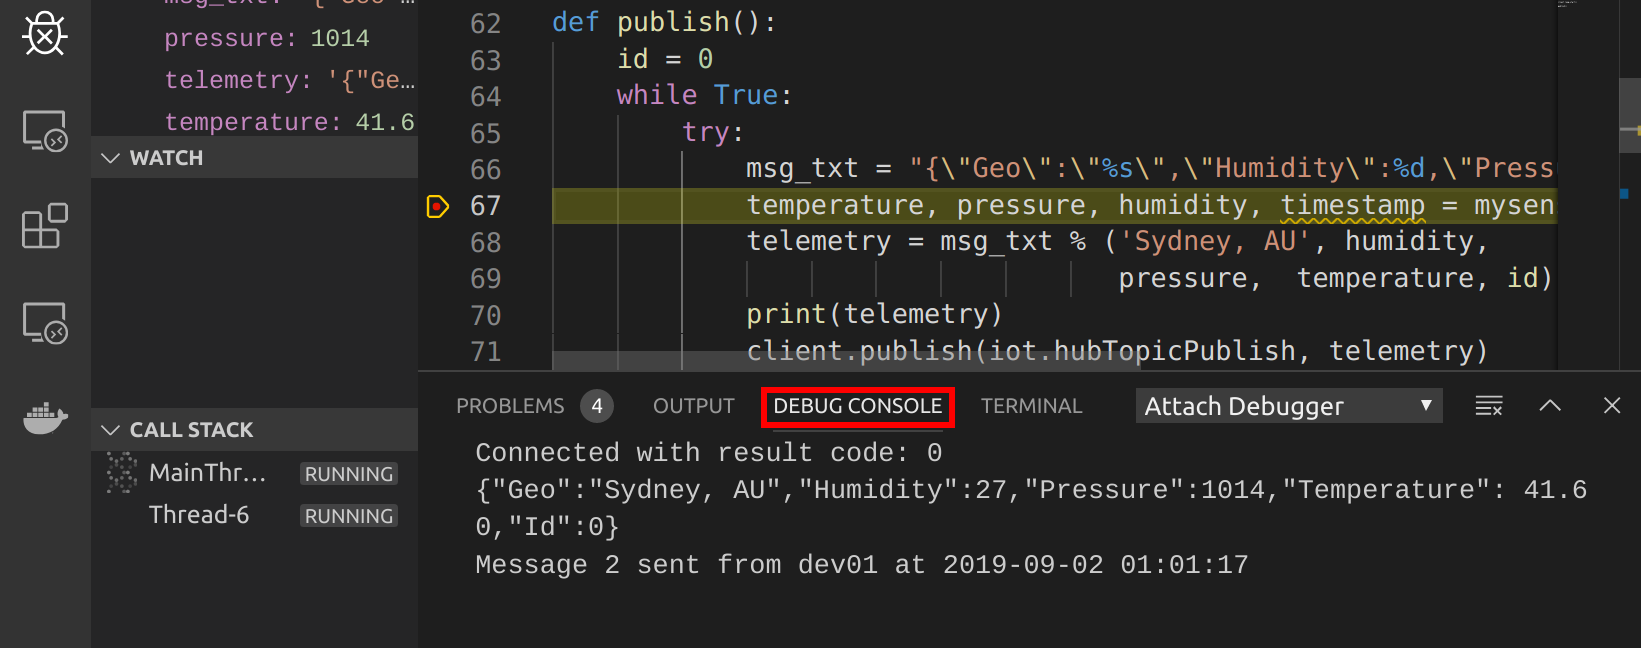 msg_txt: '{"Geo"…
pressure: 1014
telemetry: '{"Ge…
temperature: 41.6
WATCH
CALL STACK
MainThr… RUNNING
Thread-6 RUNNING
62 def publish():
63 id = 0
64 while True:
65 try:
66 msg_txt = "{\"Geo\":\"%s\",\"Humidity\":%d,\"Press
67 temperature, pressure, humidity, timestamp = mysen
68 telemetry = msg_txt % ('Sydney, AU', humidity,
69 pressure, temperature, id)
70 print(telemetry)
71 client.publish(iot.hubTopicPublish, telemetry)
PROBLEMS 4 OUTPUT DEBUG CONSOLE TERMINAL Attach Debugger
Connected with result code: 0
{"Geo":"Sydney, AU","Humidity":27,"Pressure":1014,"Temperature": 41.6
0,"Id":0}
Message 2 sent from dev01 at 2019-09-02 01:01:17